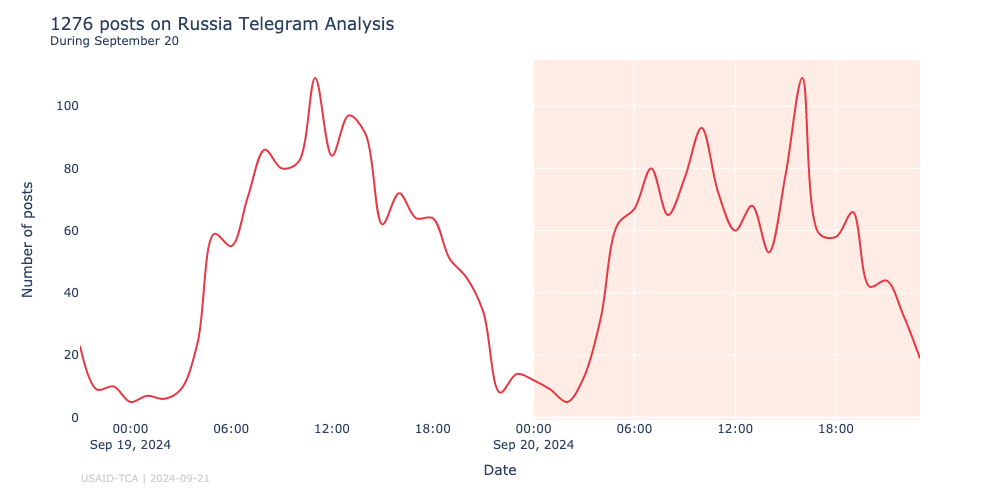 1276 posts on Russia Telegram Analysis
During September 20
Number of posts
100
80
60
40
20
0
00:00 06:00 12:00 18:00 00:00 06:00 12:00 18:00
Sep 19, 2024 Sep 20, 2024
Date
USAID-TCA | 2024-09-21